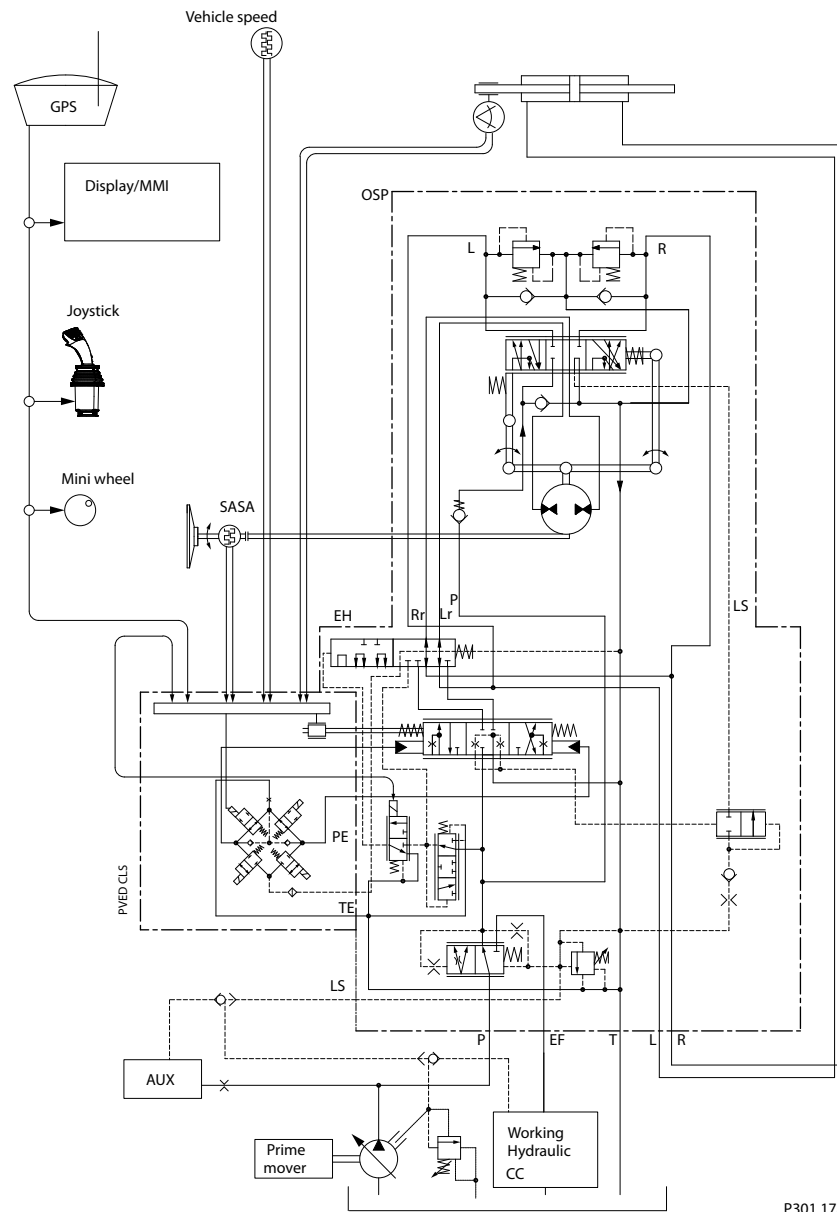 Vehicle speed
GPS
Display/MMI
OSP
L
R
Joystick
Mini wheel
SASA
P
EH
Rr
Lr
LS
PE
PVED CLS
TE
LS
P
EF
T
L
R
AUX
Prime
mover
Working
Hydraulic
CC
P301 17